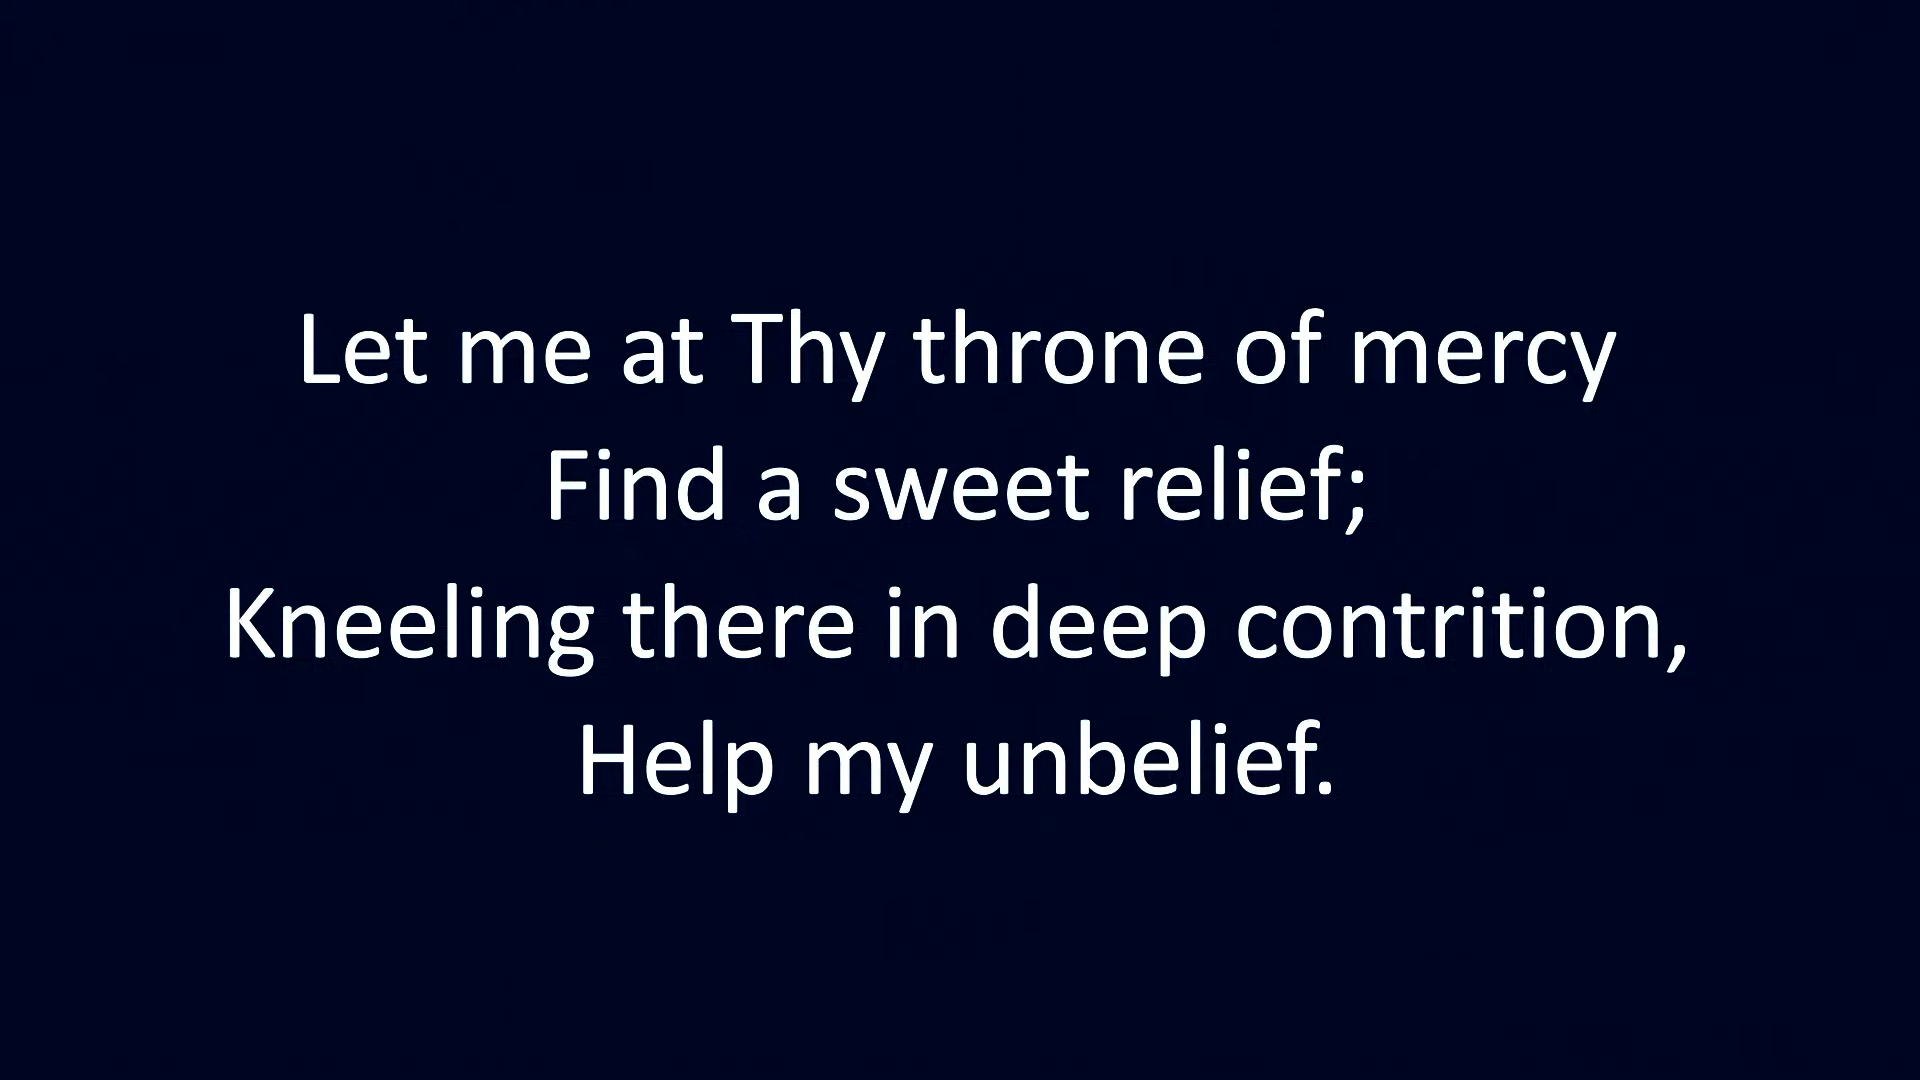 Let me at Thy throne of mercy
Find a sweet relief;
Kneeling there in deep contrition,
Help my unbelief.